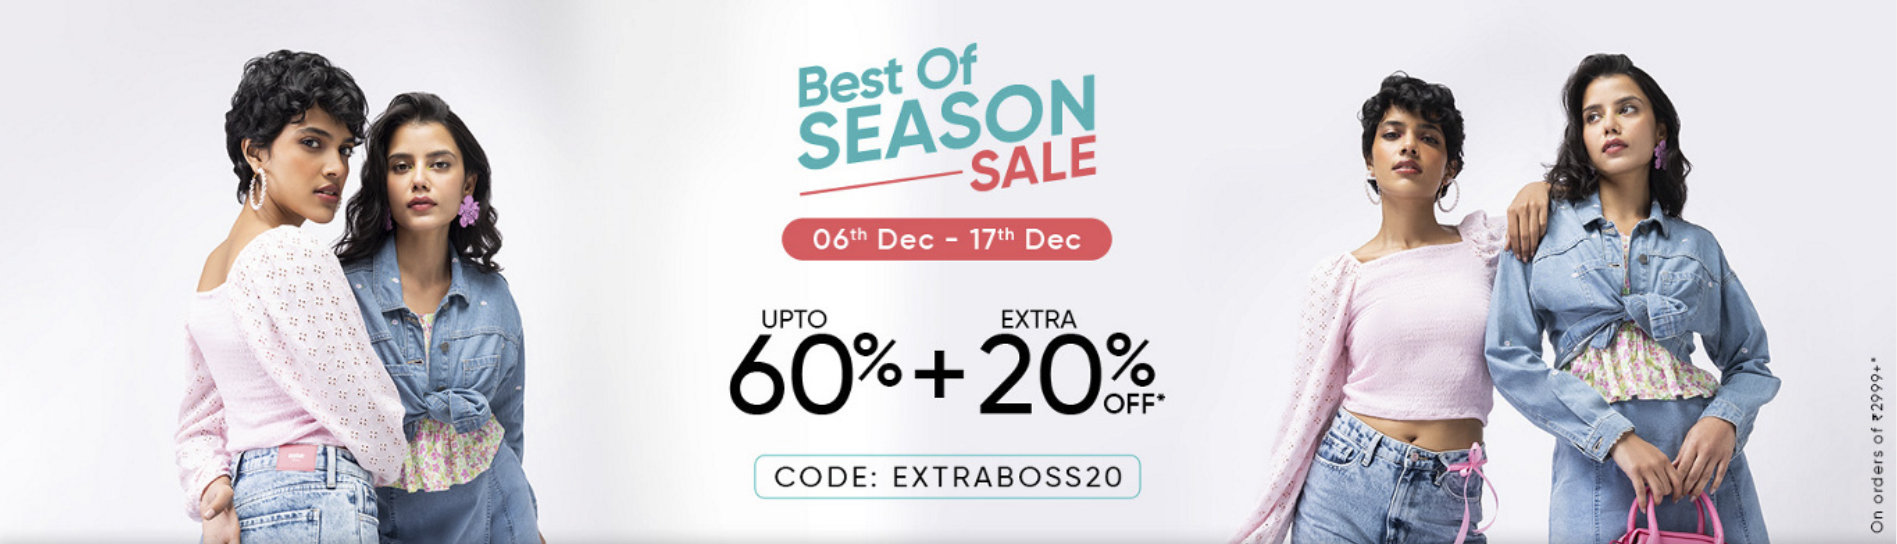 Best Of
SEASON
SALE
06th Dec - 17th Dec
UPTO
60% +
EXTRA
20%
OFF*
CODE: EXTRABOSS20
On orders of ₹2999+*